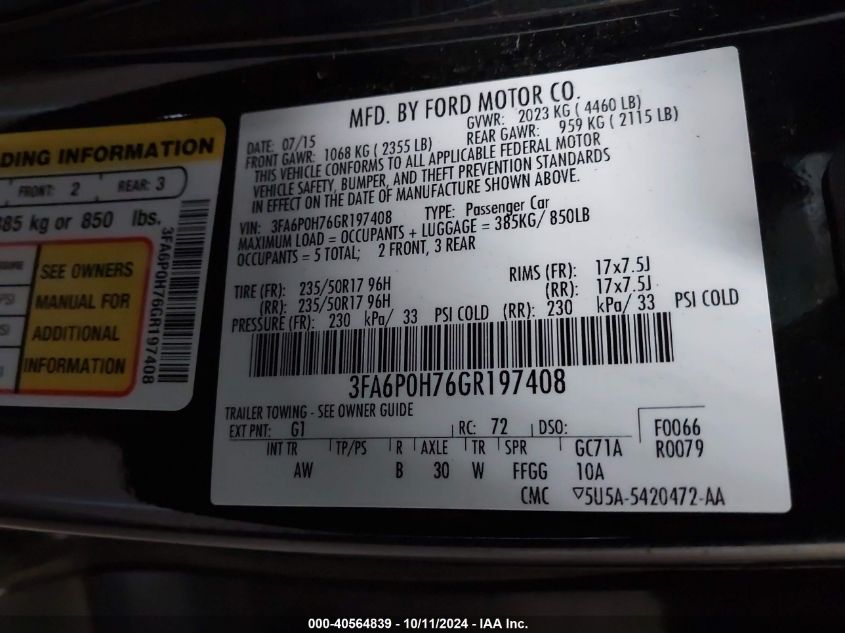 DING INFORMATION
FRONT: 2 REAR: 3
385 kg or 850 lbs.
SEE OWNERS
MANUAL FOR
ADDITIONAL
INFORMATION
3FA6P0H76GR197408
MFD. BY FORD MOTOR CO.
DATE: 07/15 GVWR: 2023 KG ( 4460 LB)
FRONT GAWR: 1068 KG ( 2355 LB) REAR GAWR: 959 KG ( 2115 LB)
THIS VEHICLE CONFORMS TO ALL APPLICABLE FEDERAL MOTOR
VEHICLE SAFETY, BUMPER, AND THEFT PREVENTION STANDARDS
IN EFFECT ON THE DATE OF MANUFACTURE SHOWN ABOVE.
VIN: 3FA6P0H76GR197408 TYPE: Passenger Car
MAXIMUM LOAD = OCCUPANTS + LUGGAGE = 385KG/ 850LB
OCCUPANTS = 5 TOTAL; 2 FRONT, 3 REAR
TIRE (FR): 235/50R17 96H RIMS (FR): 17x7.5J
(RR): 235/50R17 96H (RR): 17x7.5J
PRESSURE (FR): 230 kPa/ 33 PSI COLD (RR): 230 kPa/ 33 PSI COLD
3FA6P0H76GR197408
TRAILER TOWING - SEE OWNER GUIDE
EXT PNT: G1 RC: 72 DSO: F0066
INT TR TP/PS R AXLE TR SPR GC71A R0079
AW B 30 W FFGG 10A
CMC ▽5U5A-5420472-AA
000-40564839 - 10/11/2024 - IAA Inc.